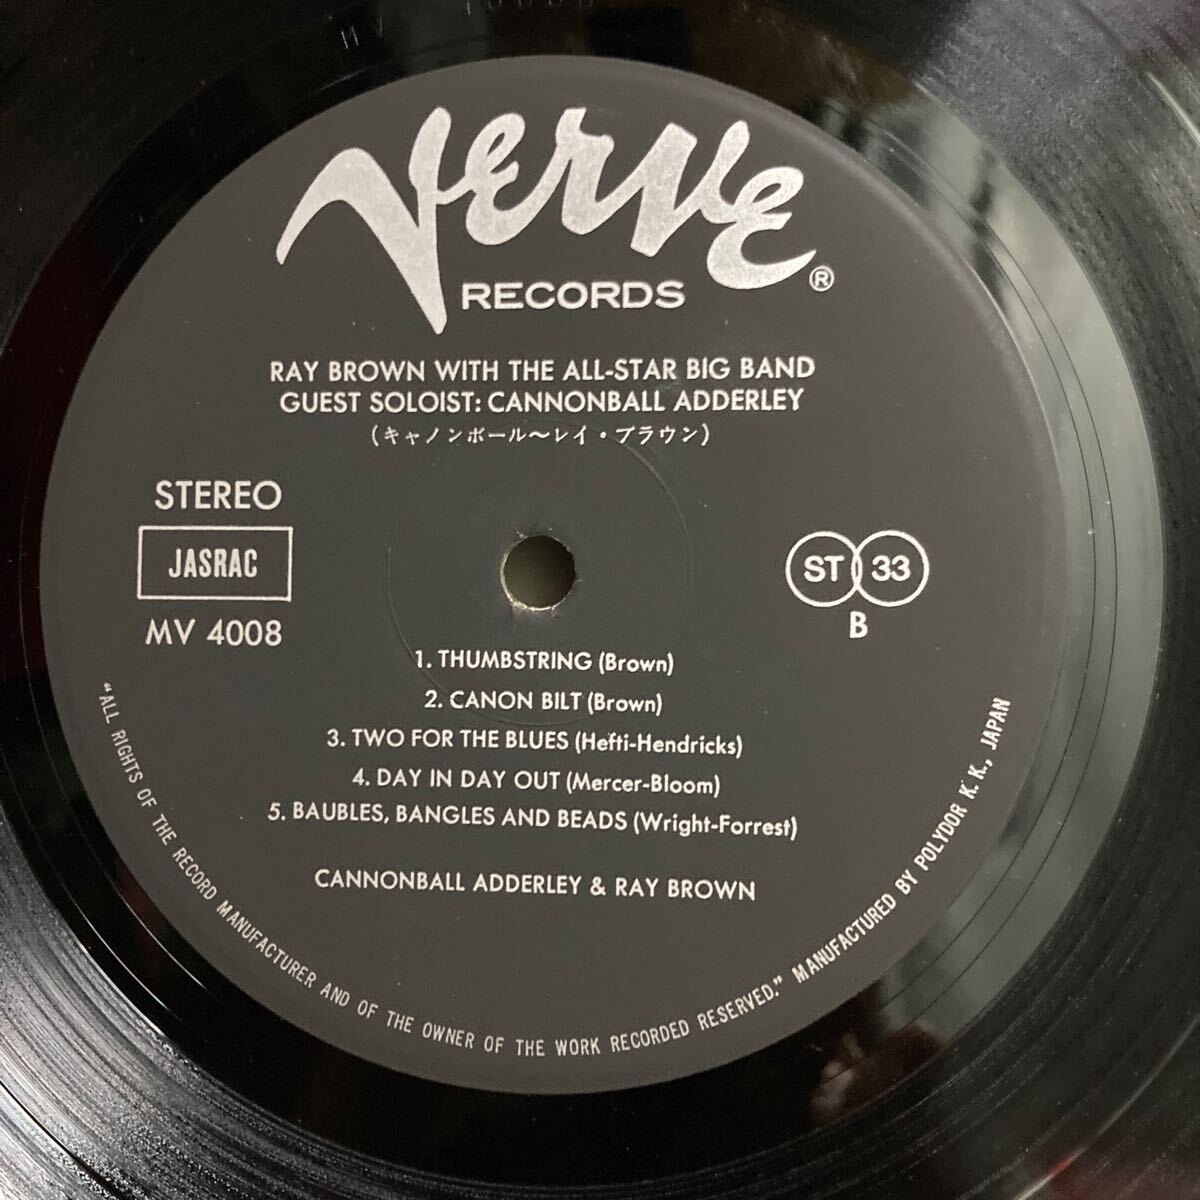 Verve®
RECORDS
RAY BROWN WITH THE ALL-STAR BIG BAND
GUEST SOLOIST: CANNONBALL ADDERLEY
(キャノンボール〜レイ・ブラウン)
STEREO
JASRAC
MV 4008
ST 33
B
1. THUMBSTRING (Brown)
2. CANON BILT (Brown)
3. TWO FOR THE BLUES (Hefti-Hendricks)
4. DAY IN DAY OUT (Mercer-Bloom)
5. BAUBLES, BANGLES AND BEADS (Wright-Forrest)
CANNONBALL ADDERLEY & RAY BROWN
"ALL RIGHTS OF THE RECORD MANUFACTURER AND OF THE OWNER OF THE WORK RECORDED RESERVED." MANUFACTURED BY POLYDOR K. K., JAPAN
MV